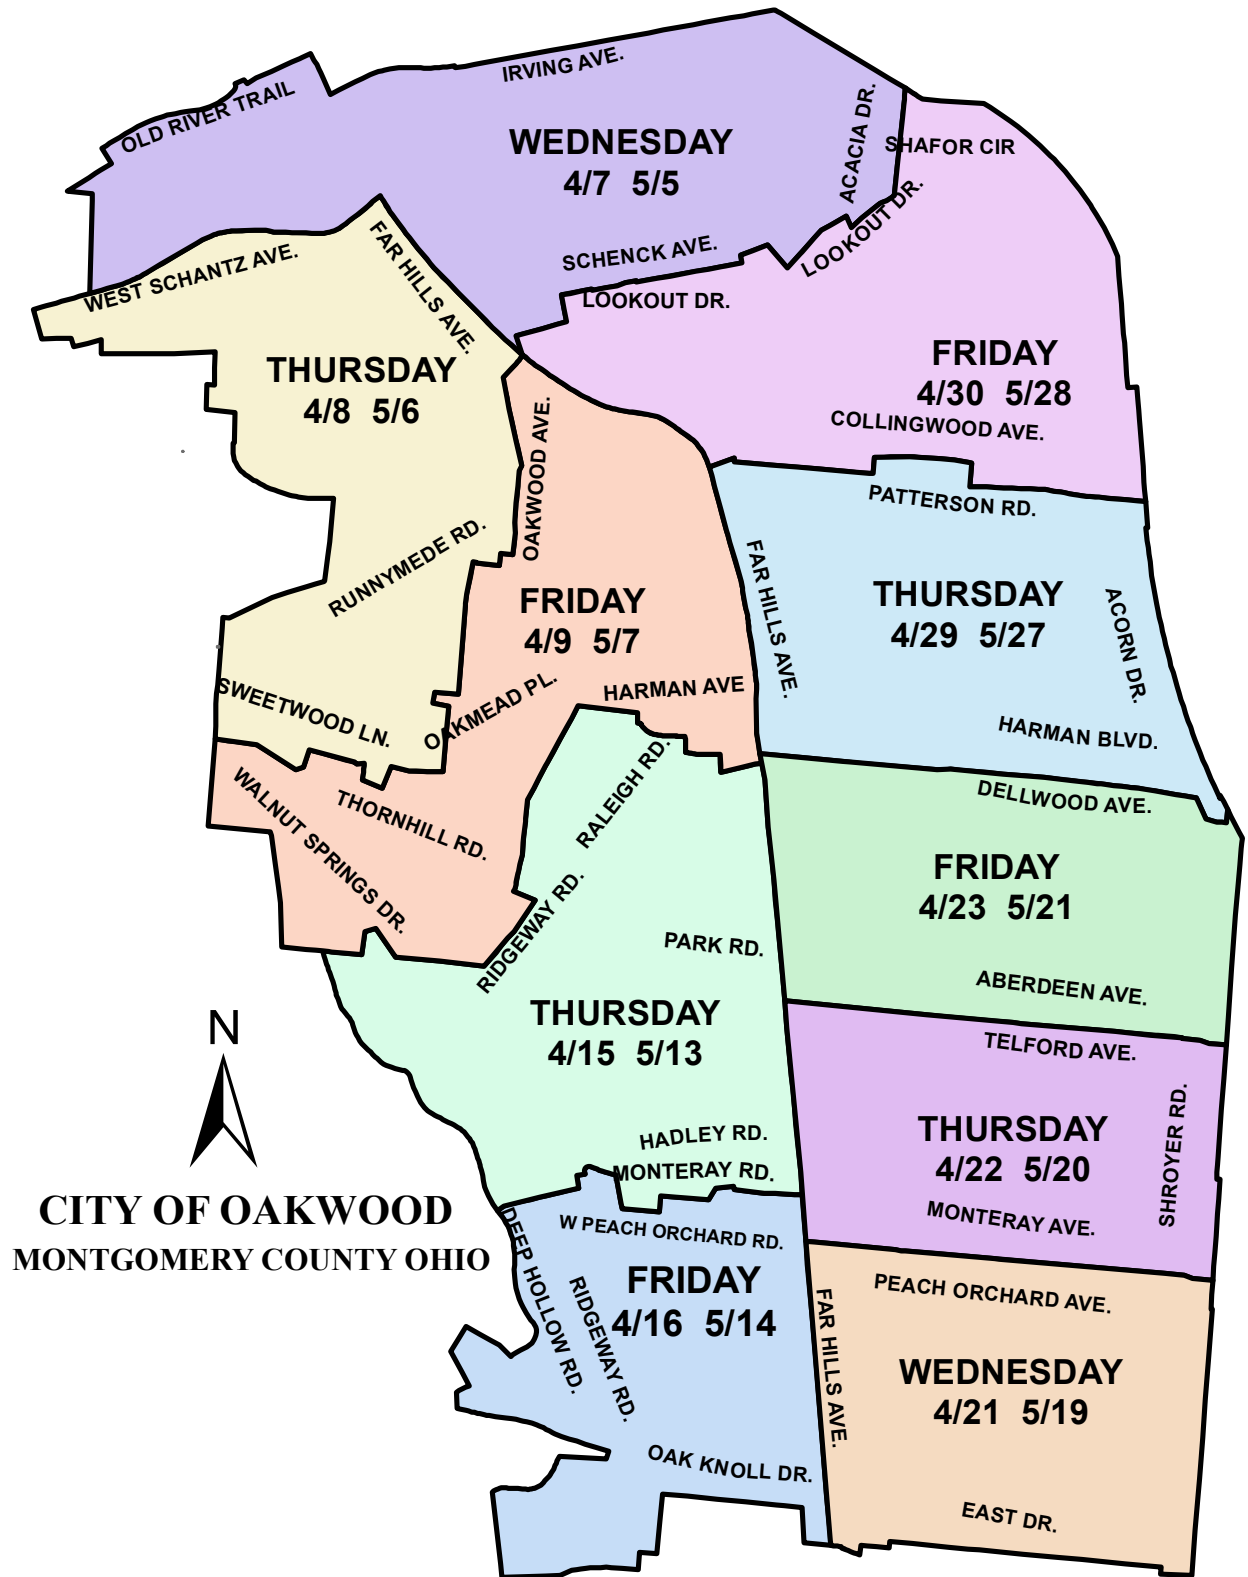 IRVING AVE.
OLD RIVER TRAIL
WEDNESDAY
4/7 5/5
ACACIA DR.
SHAFOR CIR
LOOKOUT DR.
SCHENCK AVE.
LOOKOUT DR.
WEST SCHANTZ AVE.
FAR HILLS AVE.
THURSDAY
4/8 5/6
FRIDAY
4/30 5/28
COLLINGWOOD AVE.
OAKWOOD AVE.
RUNNYMEDE RD.
PATTERSON RD.
FAR HILLS AVE.
THURSDAY
4/29 5/27
ACORN DR.
HARMAN BLVD.
FRIDAY
4/9 5/7
HARMAN AVE
OAKMEAD PL.
SWEETWOOD LN.
WALNUT SPRINGS DR.
THORNHILL RD.
RALEIGH RD.
RIDGEWAY RD.
DELLWOOD AVE.
FRIDAY
4/23 5/21
ABERDEEN AVE.
PARK RD.
THURSDAY
4/15 5/13
HADLEY RD.
MONTERAY RD.
TELFORD AVE.
THURSDAY
4/22 5/20
SHROYER RD.
MONTERAY AVE.
N
CITY OF OAKWOOD
MONTGOMERY COUNTY OHIO
DEEP HOLLOW RD.
W PEACH ORCHARD RD.
FRIDAY
4/16 5/14
RIDGEWAY RD.
OAK KNOLL DR.
FAR HILLS AVE.
PEACH ORCHARD AVE.
WEDNESDAY
4/21 5/19
EAST DR.